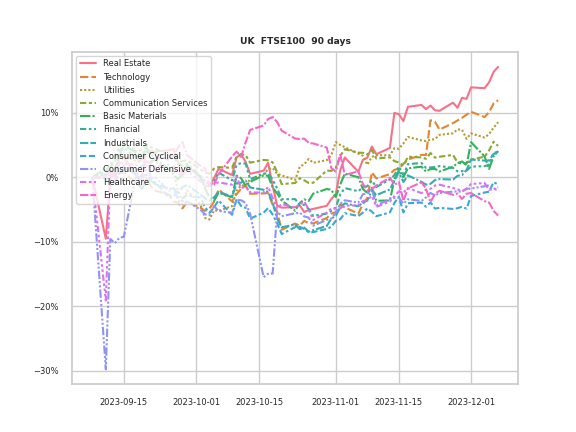 UK FTSE100 90 days
Real Estate
Technology
Utilities
Communication Services
Basic Materials
Financial
Industrials
Consumer Cyclical
Consumer Defensive
Healthcare
Energy
10%
0%
−10%
−20%
−30%
2023-09-15
2023-10-01
2023-10-15
2023-11-01
2023-11-15
2023-12-01